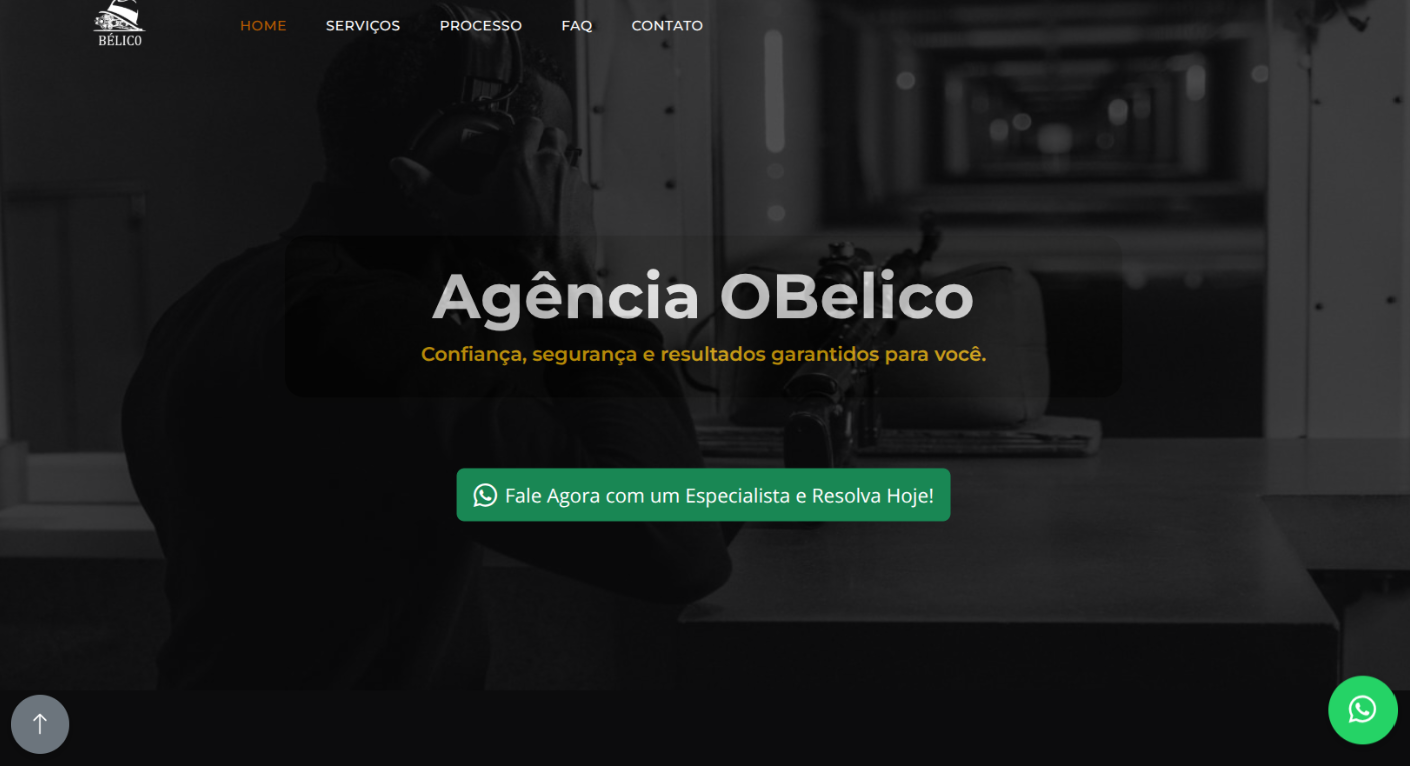 BÉLICO
HOME SERVIÇOS PROCESSO FAQ CONTATO
Agência OBelico
Confiança, segurança e resultados garantidos para você.
Fale Agora com um Especialista e Resolva Hoje!